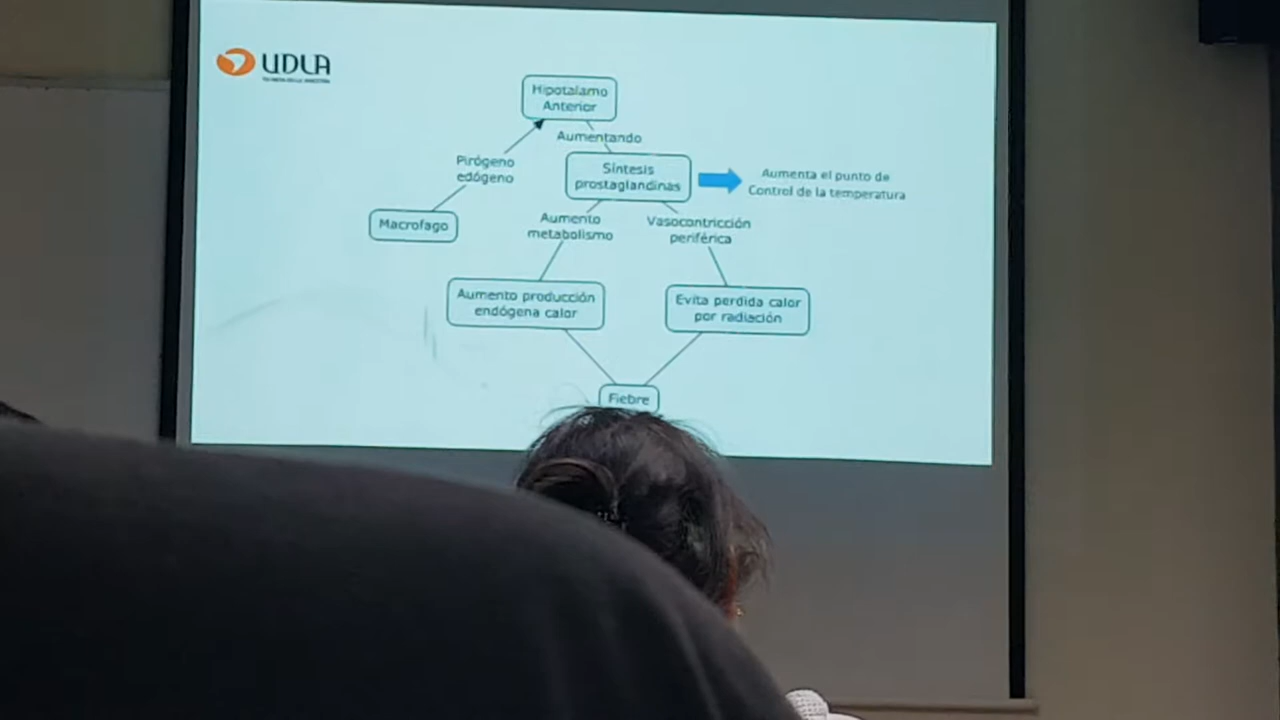 UDLA
Hipotalamo
Anterior
Aumentando
Pirógeno
edógeno
Síntesis
prostaglandinas
Aumenta el punto de
Control de la temperatura
Macrofago
Aumento
metabolismo
Vasocontricción
periférica
Aumento producción
endógena calor
Evita perdida calor
por radiación
Fiebre